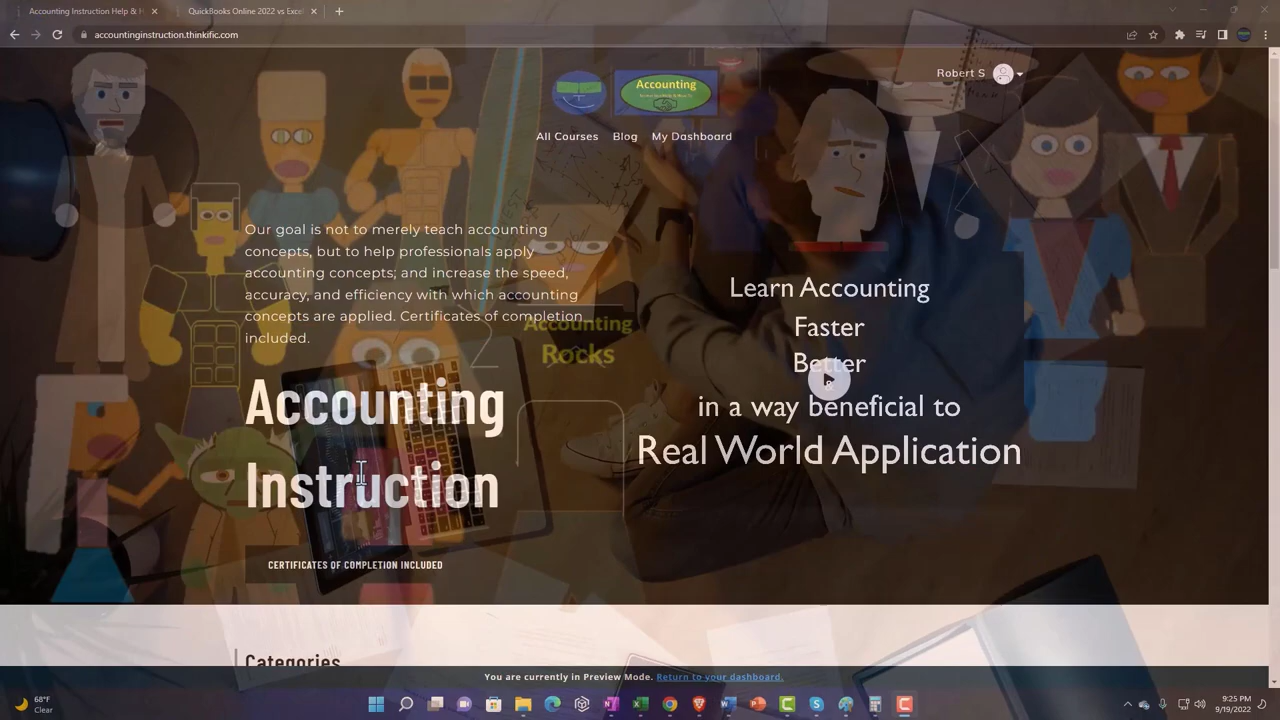 Accounting Instruction Help & H
QuickBooks Online 2022 vs Exce
accountinginstruction.thinkific.com
Accounting
Robert S
All Courses
Blog
My Dashboard
Our goal is not to merely teach accounting
concepts, but to help professionals apply
accounting concepts; and increase the speed,
accuracy, and efficiency with which accounting
concepts are applied. Certificates of completion
included.
Accounting
Rocks
Accounting
Instruction
CERTIFICATES OF COMPLETION INCLUDED
Learn Accounting
Faster
Better
&
in a way beneficial to
Real World Application
Categories
You are currently in Preview Mode. Return to your dashboard.
68°F
Clear
9:25 PM
9/19/2022